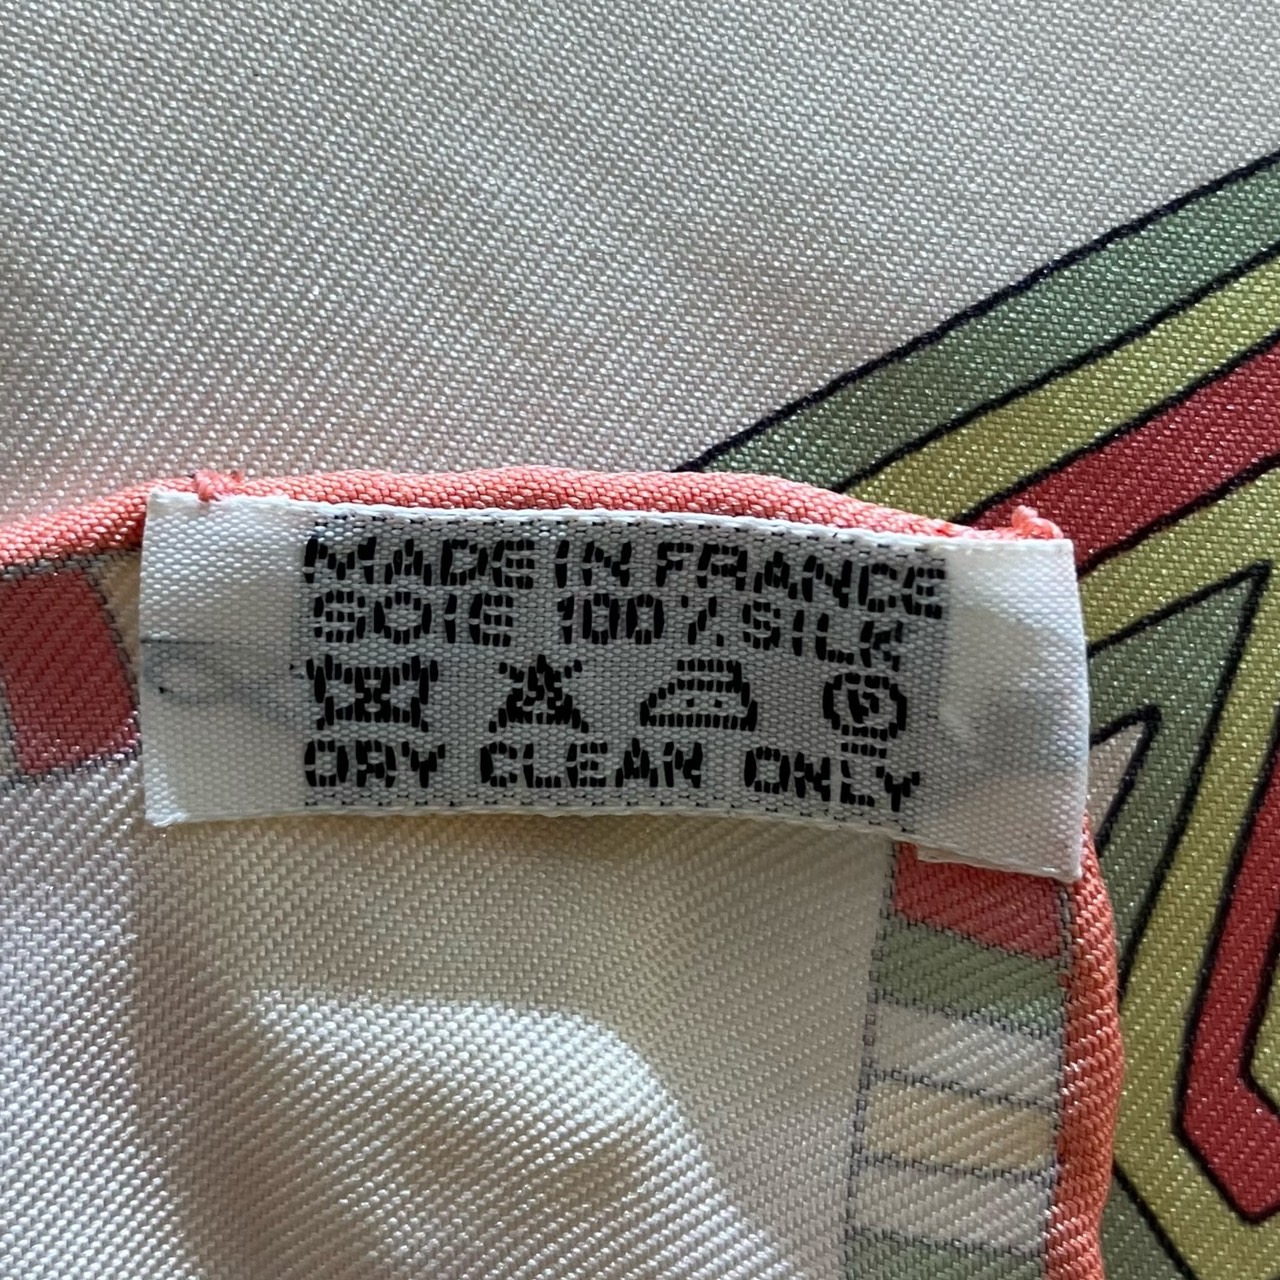 MADE IN FRANCE
SOIE 100% SILK
DRY CLEAN ONLY